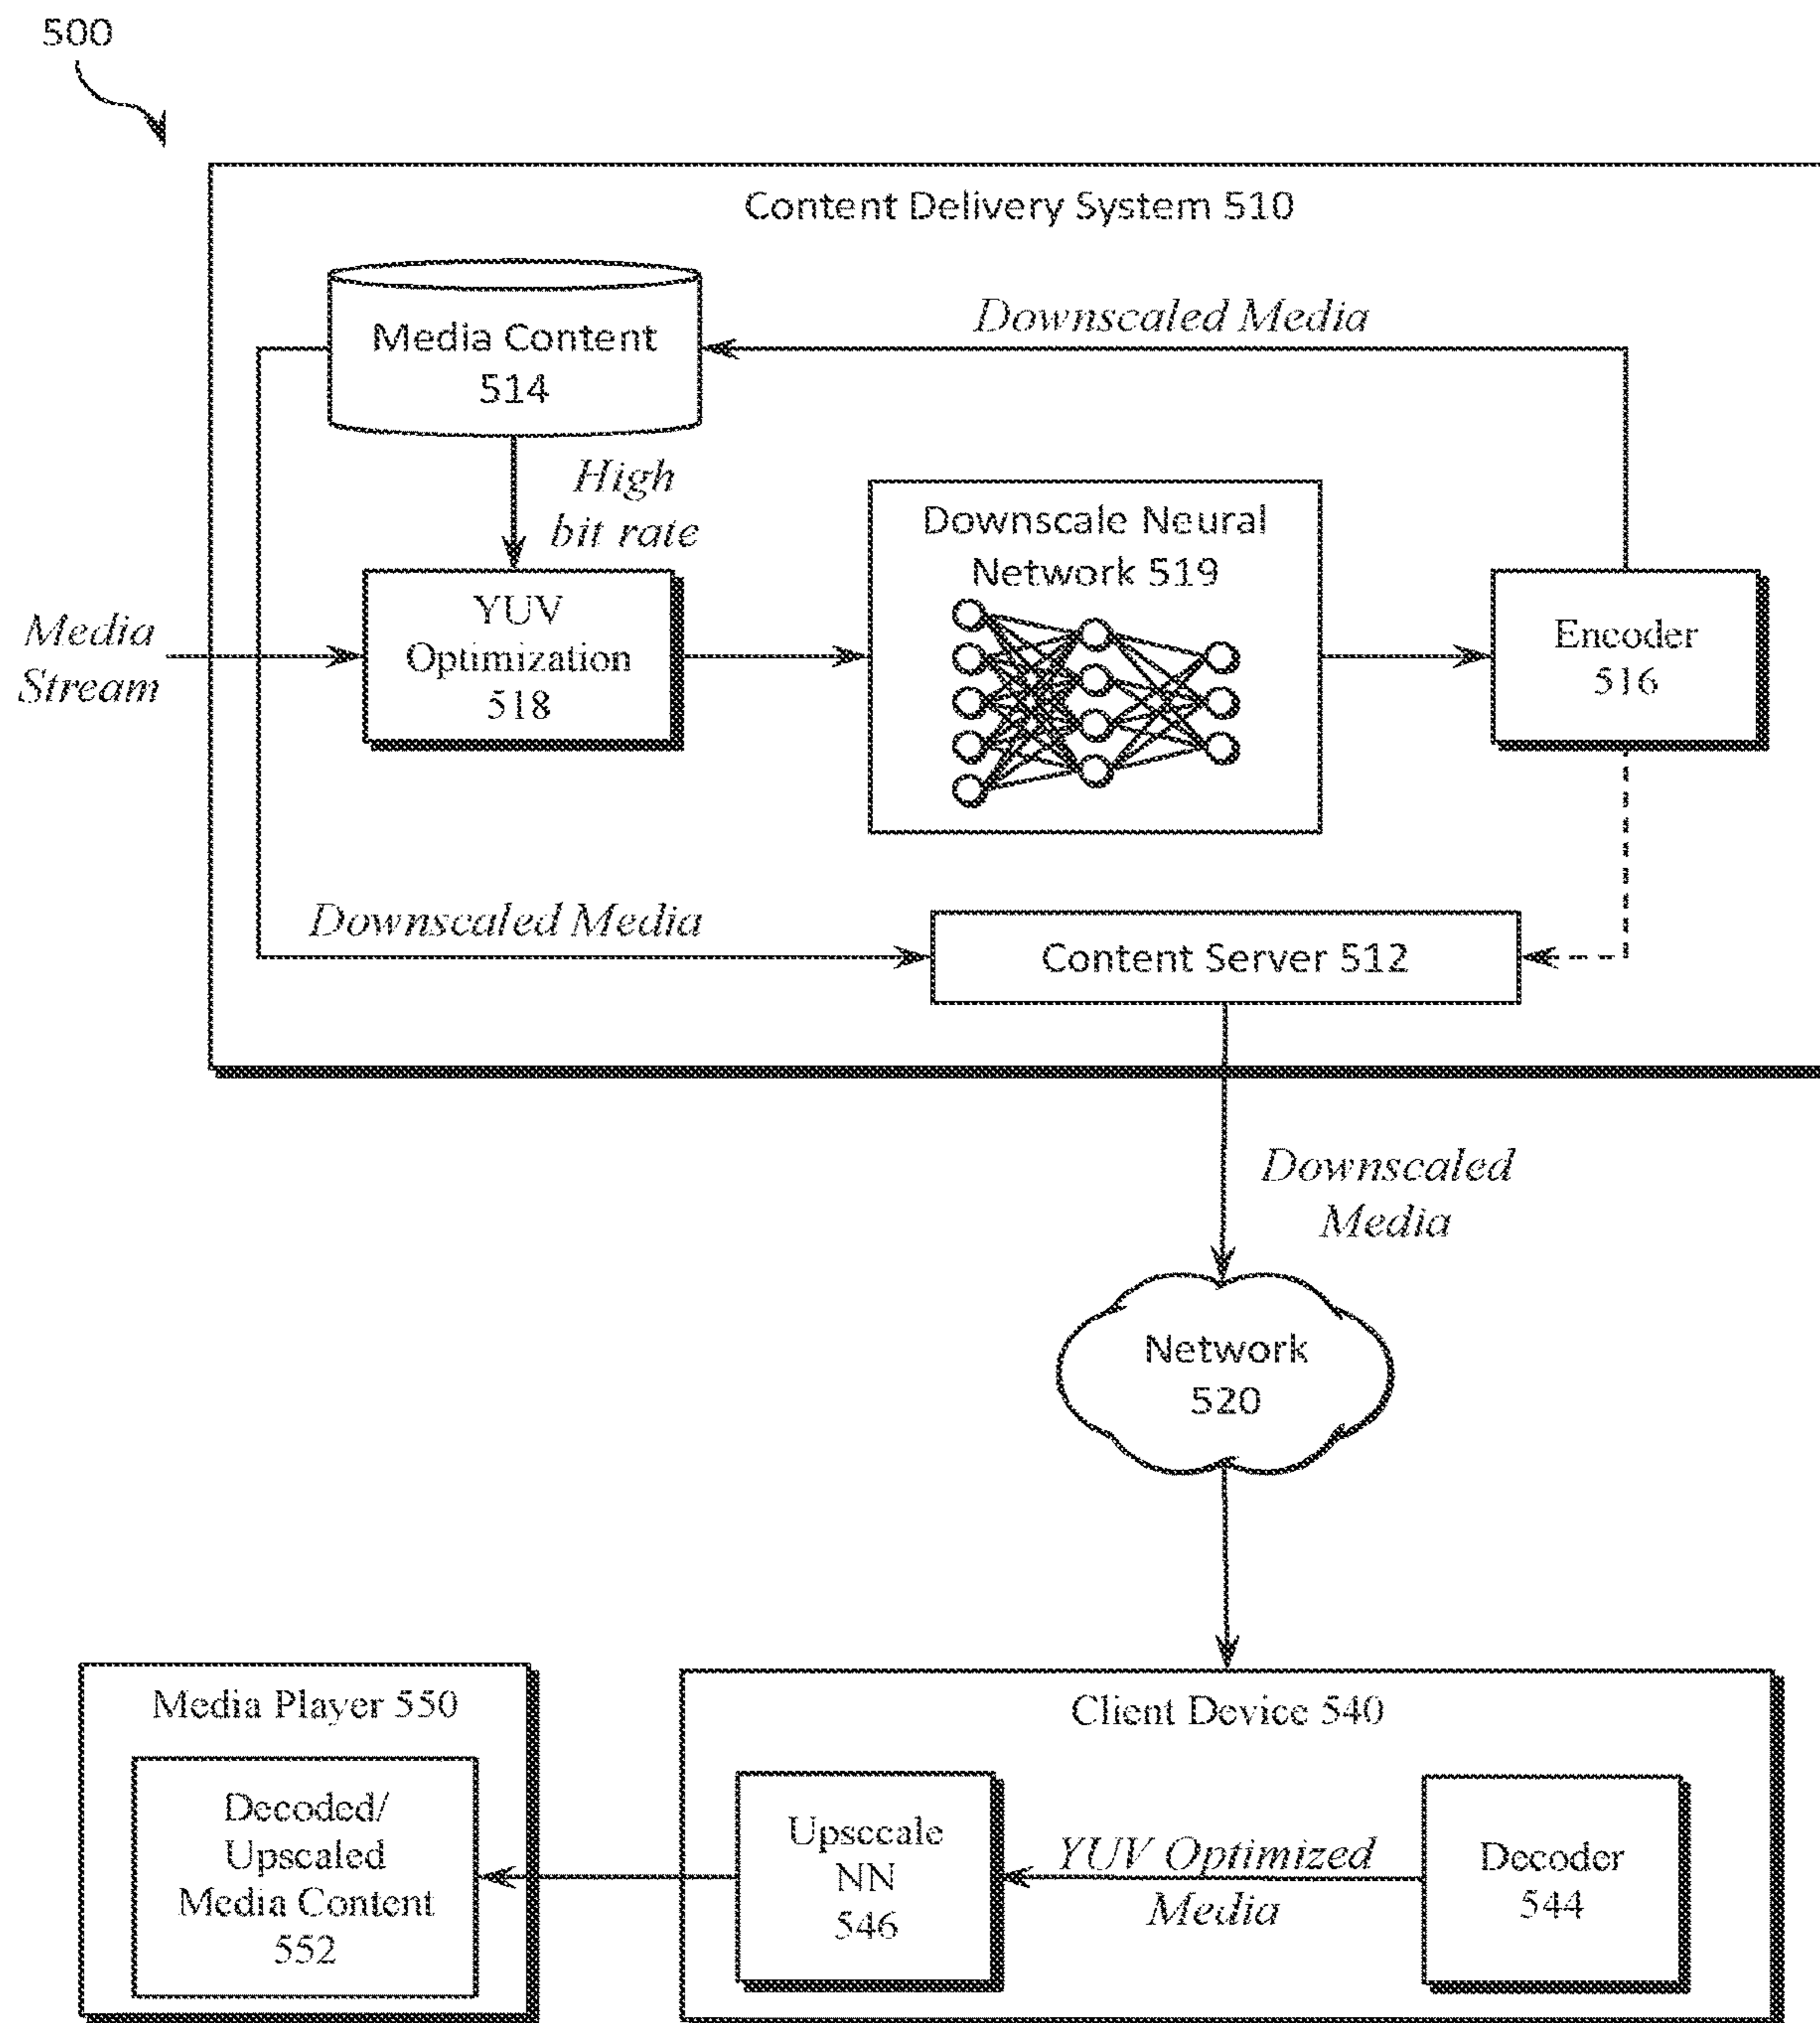 500
Content Delivery System 510
Media Content
514
Downscaled Media
High
bit rate
Media
Stream
YUV
Optimization
518
Downscale Neural
Network 519
Encoder
516
Downscaled Media
Content Server 512
Downscaled
Media
Network
520
Media Player 550
Decoded/
Upscaled
Media Content
552
Client Device 540
Upsccale
NN
546
YUV Optimized
Media
Decoder
544